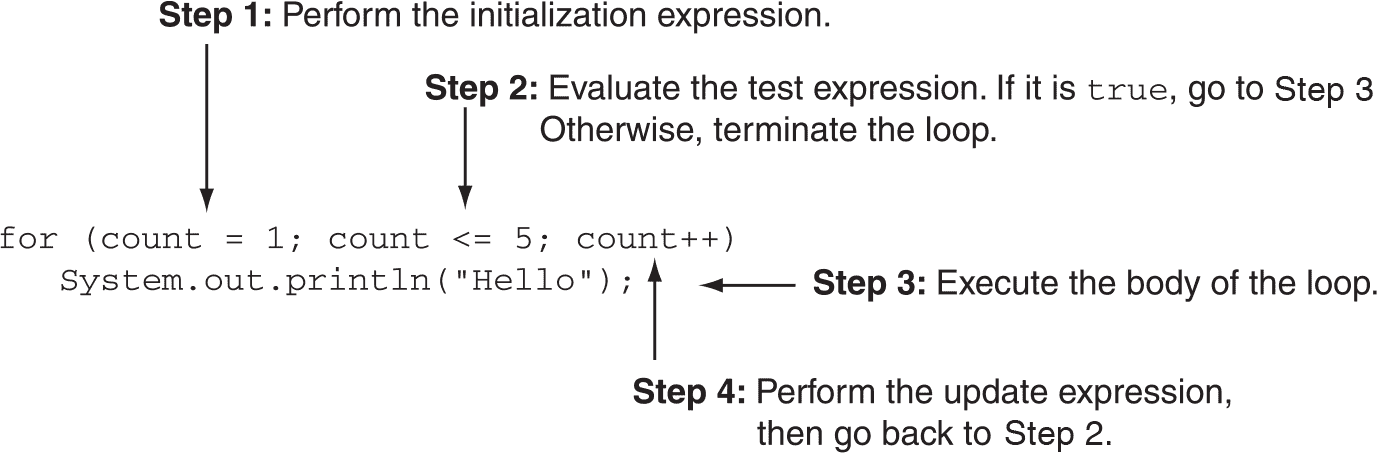 Step 1: Perform the initialization expression.
Step 2: Evaluate the test expression. If it is true, go to Step 3
Otherwise, terminate the loop.
for (count = 1; count <= 5; count++)
System.out.println("Hello");
Step 3: Execute the body of the loop.
Step 4: Perform the update expression,
then go back to Step 2.